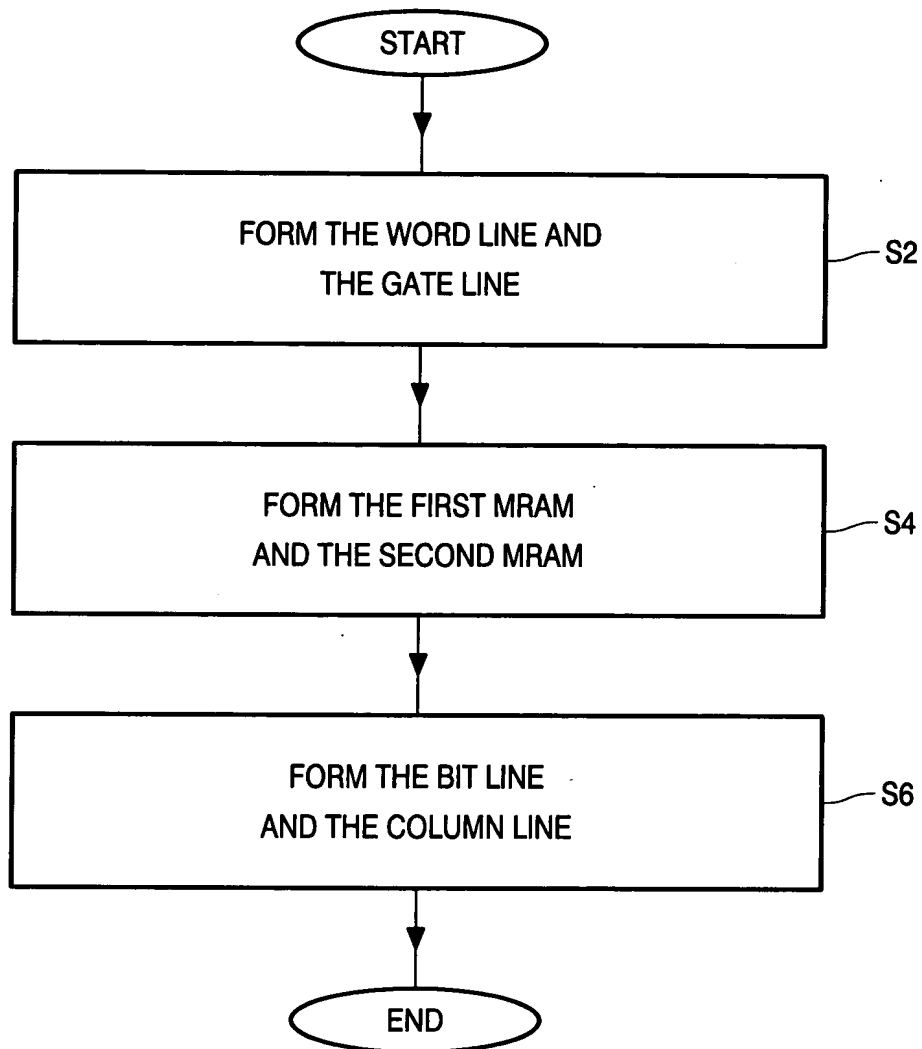 START
FORM THE WORD LINE AND
THE GATE LINE
S2
FORM THE FIRST MRAM
AND THE SECOND MRAM
S4
FORM THE BIT LINE
AND THE COLUMN LINE
S6
END